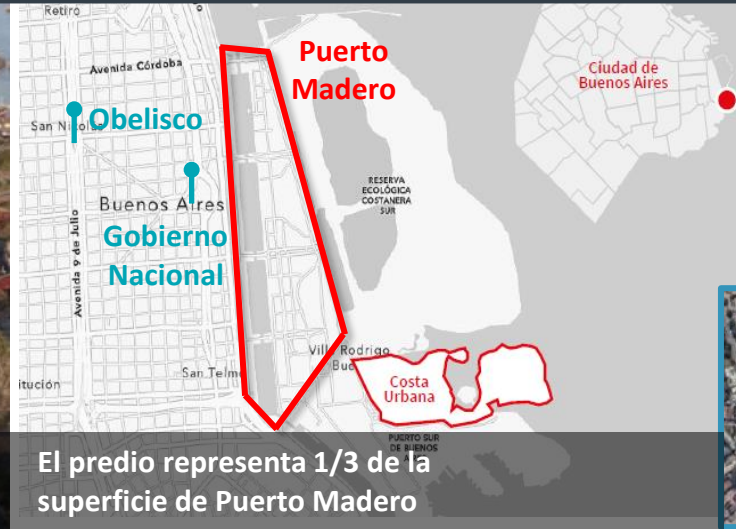 Retiro
Avenida Córdoba
Puerto
Madero
Ciudad de
Buenos Aires
San Nicolás
Obelisco
RESERVA
ECOLÓGICA
COSTANERA
SUR
Buenos Aires
Gobierno
Nacional
Avenida 9 de Julio
Villa Rodrigo
Bue
San Telmo
itución
Costa
Urbana
PUERTO SUR
DE BUENOS
El predio representa 1/3 de la
superficie de Puerto Madero